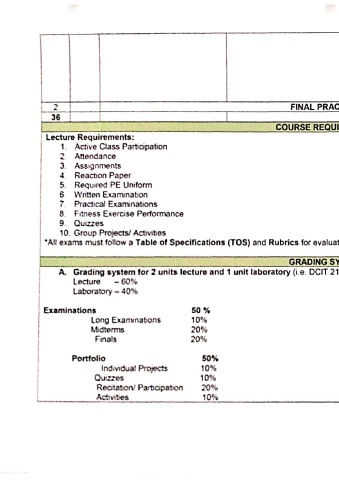 2 FINAL PRAC
36
COURSE REQUI
Lecture Requirements:
1. Active Class Participation
2. Attendance
3. Assignments
4. Reaction Paper
5. Required PE Uniform
6. Written Examination
7. Practical Examinations
8. Fitness Exercise Performance
9. Quizzes
10. Group Projects/ Activities
*All exams must follow a Table of Specifications (TOS) and Rubrics for evaluat
GRADING SY
A. Grading system for 2 units lecture and 1 unit laboratory (i.e. DCIT 21
Lecture – 60%
Laboratory – 40%
Examinations 50 %
Long Examinations 10%
Midterms 20%
Finals 20%
Portfolio 50%
Individual Projects 10%
Quizzes 10%
Recitation/ Participation 20%
Activities 10%